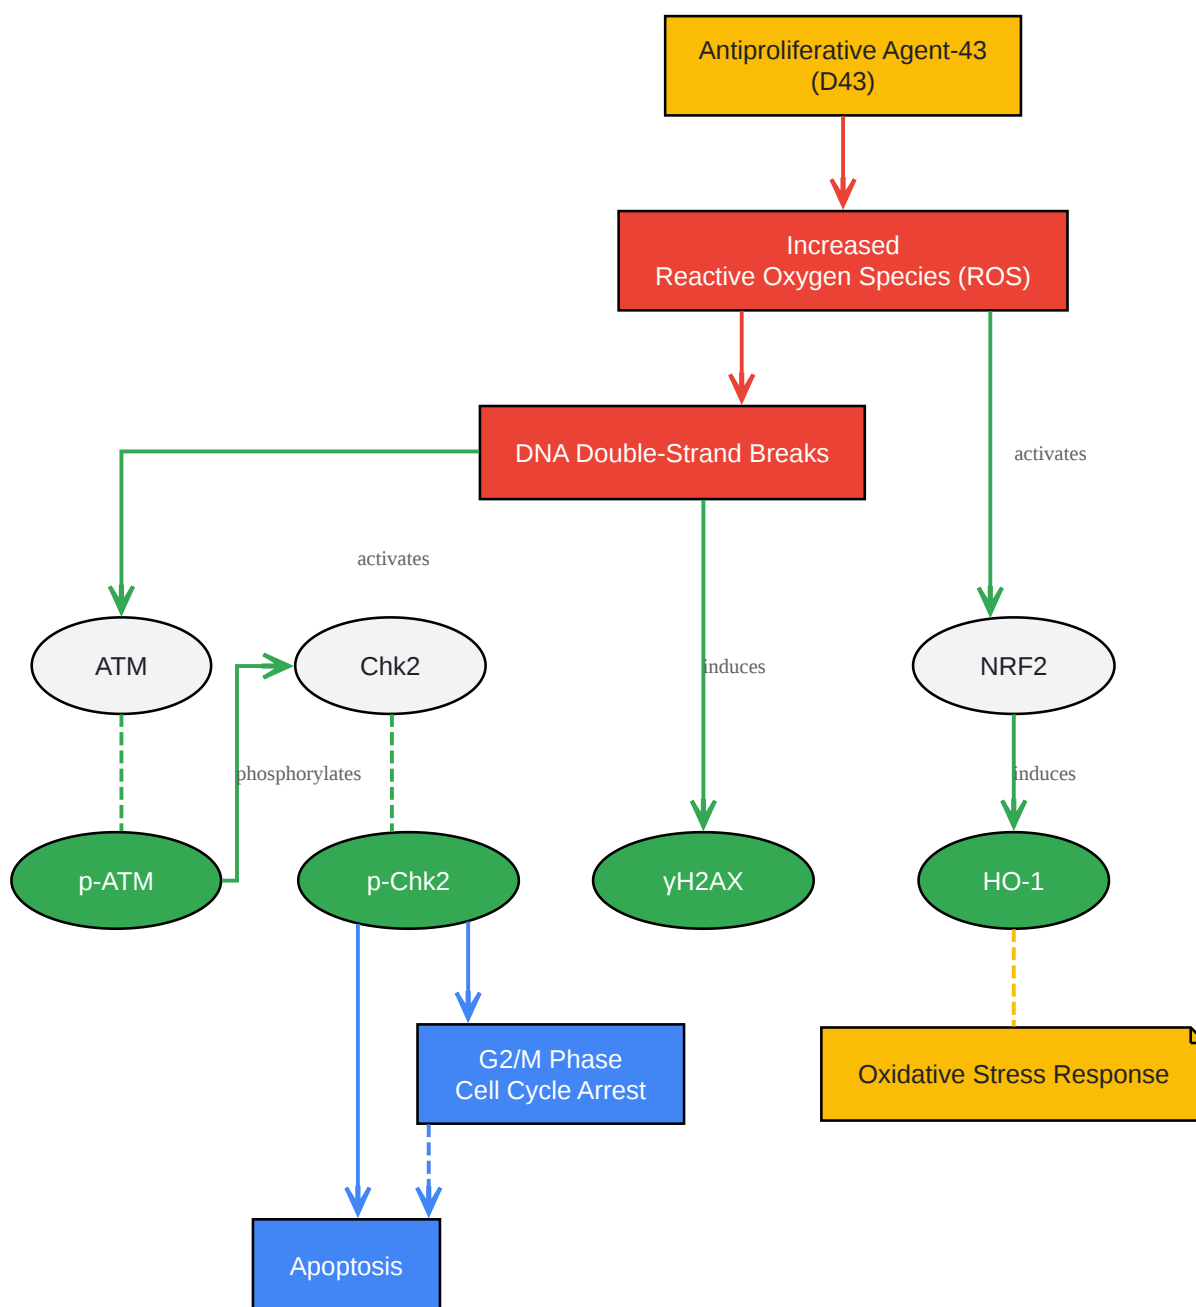 Antiproliferative Agent-43
(D43)
Increased
Reactive Oxygen Species (ROS)
DNA Double-Strand Breaks
activates
activates
ATM
Chk2
induces
NRF2
phosphorylates
induces
p-ATM
p-Chk2
γH2AX
HO-1
G2/M Phase
Cell Cycle Arrest
Oxidative Stress Response
Apoptosis